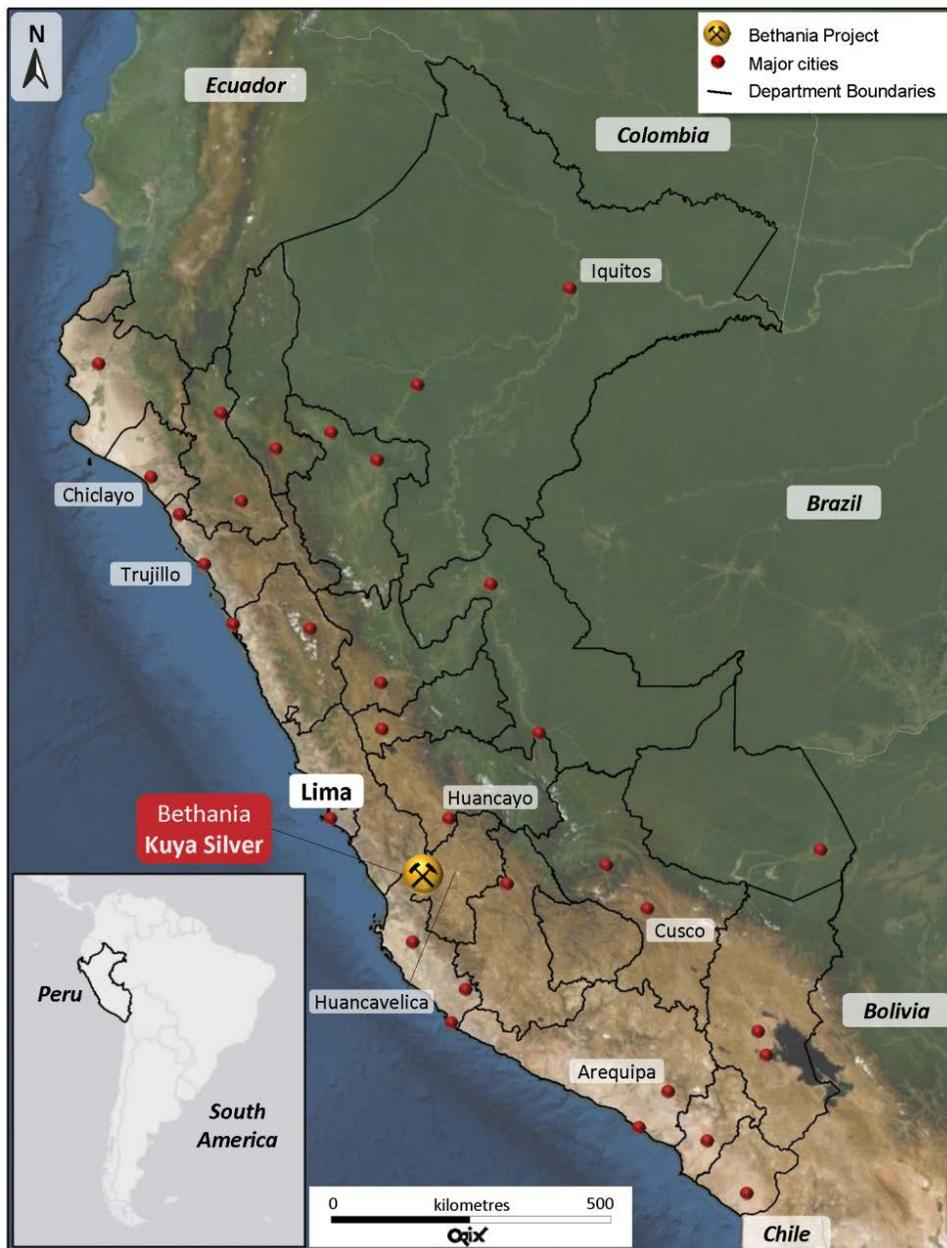 N
Bethania Project
Major cities
Department Boundaries
Ecuador
Colombia
Iquitos
Chiclayo
Brazil
Trujillo
Lima
Huancayo
Bethania
Kuya Silver
Cusco
Peru
Huancavelica
Bolivia
Arequipa
South
America
0 kilometres 500
Qgix
Chile